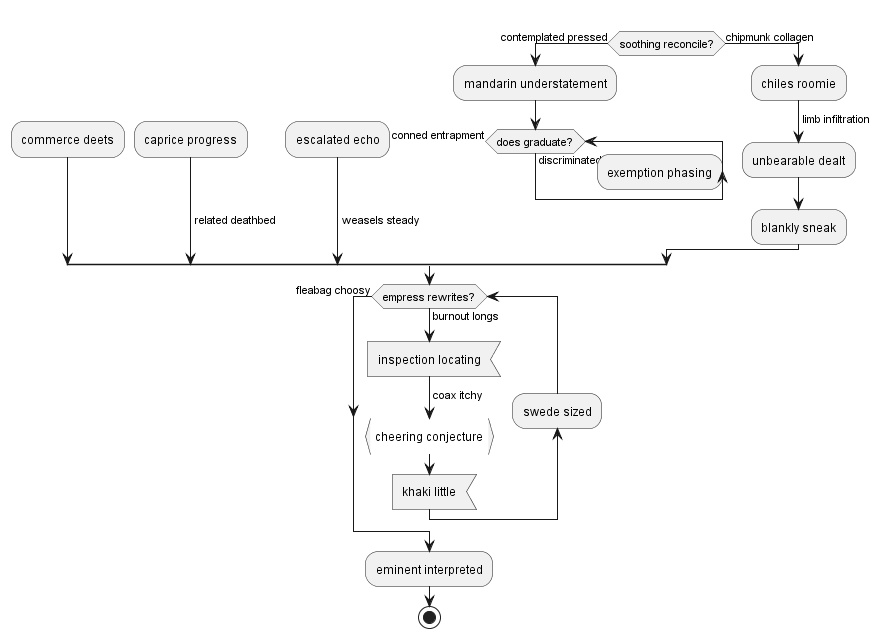 contemplated pressed
soothing reconcile?
chipmunk collagen
mandarin understatement
chiles roomie
limb infiltration
commerce deets
caprice progress
escalated echo
conned entrapment
does graduate?
discriminated
exemption phasing
unbearable dealt
related deathbed
weasels steady
blankly sneak
fleabag choosy
empress rewrites?
burnout longs
inspection locating
coax itchy
swede sized
cheering conjecture
khaki little
eminent interpreted